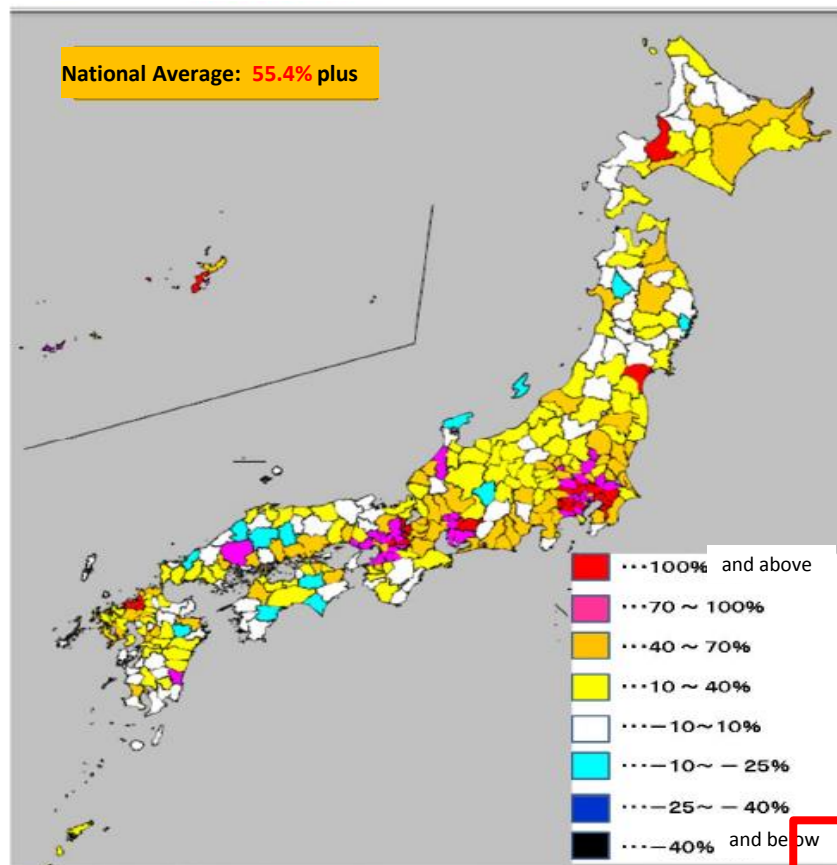 National Average: 55.4% plus
···100% and above
···70～100%
···40～70%
···10～40%
···－10～10%
···－10～－25%
···－25～－40%
···－40% and below